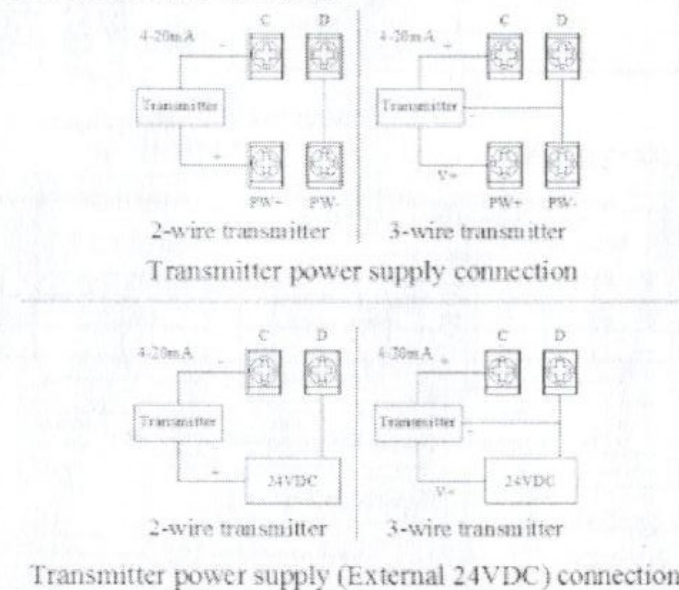 C D C D
4-20mA - 4-20mA +
Transmitter Transmitter
-
+ V+
PW+ PW- PW+ PW-
2-wire transmitter 3-wire transmitter
Transmitter power supply connection
C D C D
4-20mA - 4-20mA +
Transmitter Transmitter
-
+ V+
24VDC 24VDC
2-wire transmitter 3-wire transmitter
Transmitter power supply (External 24VDC) connection